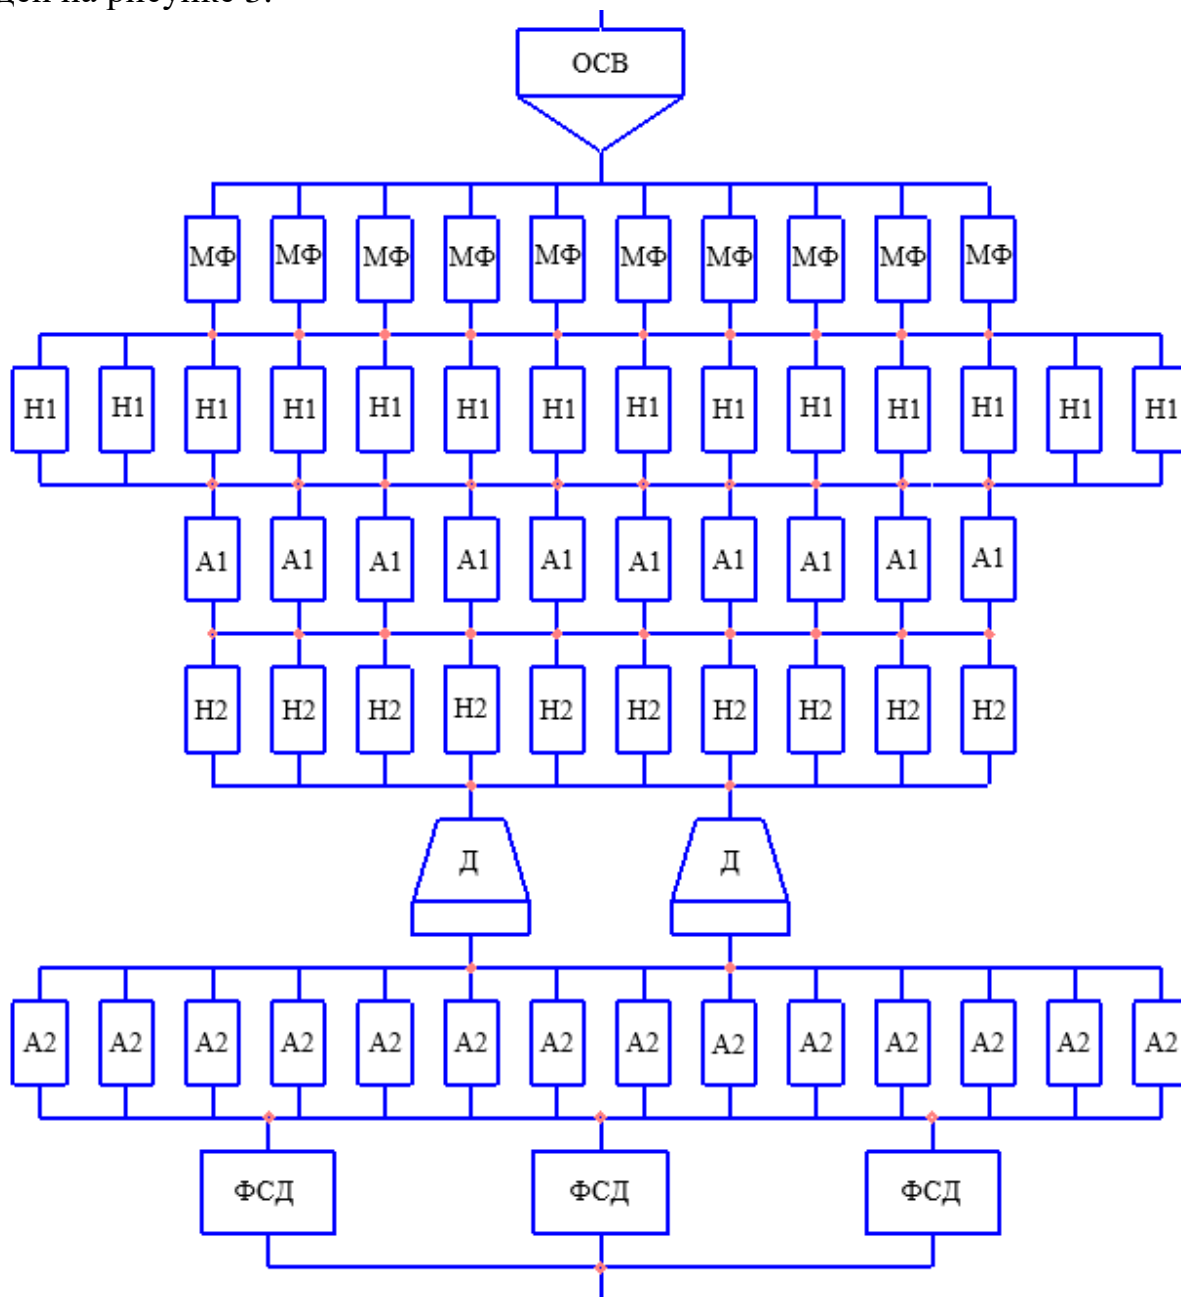 на рисунке 3.
ОСВ
МФ МФ МФ МФ МФ МФ МФ МФ МФ МФ
Н1 Н1 Н1 Н1 Н1 Н1 Н1 Н1 Н1 Н1 Н1 Н1 Н1 Н1
А1 А1 А1 А1 А1 А1 А1 А1 А1 А1
Н2 Н2 Н2 Н2 Н2 Н2 Н2 Н2 Н2 Н2
Д Д
А2 А2 А2 А2 А2 А2 А2 А2 А2 А2 А2 А2 А2 А2
ФСД ФСД ФСД